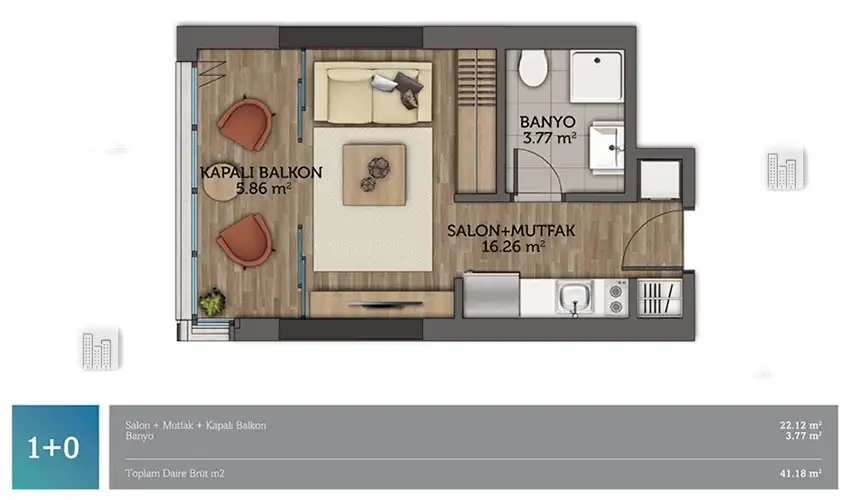 BANYO
3.77 m²
KAPALI BALKON
5.86 m²
SALON+MUTFAK
16.26 m²
1+0
Salon + Mutfak + Kapalı Balkon 22.12 m²
Banyo 3.77 m²
Toplam Daire Brüt m2 41.18 m²